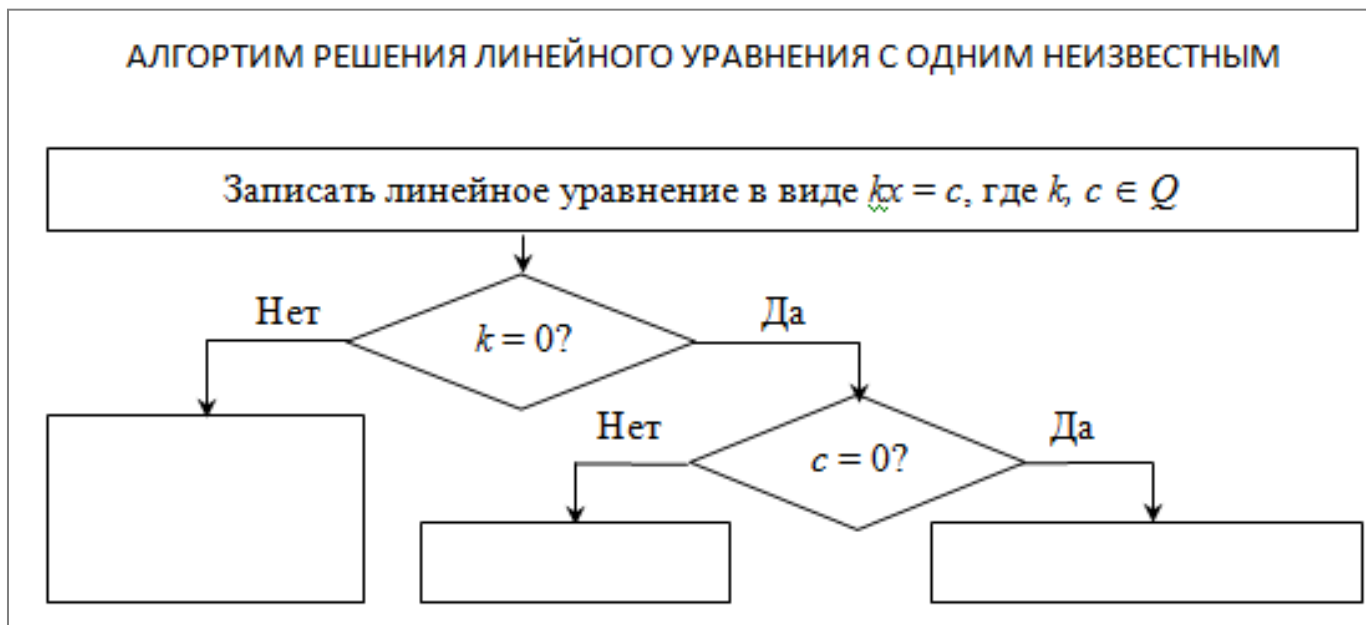 АЛГОРТИМ РЕШЕНИЯ ЛИНЕЙНОГО УРАВНЕНИЯ С ОДНИМ НЕИЗВЕСТНЫМ
Записать линейное уравнение в виде kx = c, где k, c ∈ Q
Нет
k = 0?
Да
Нет
c = 0?
Да